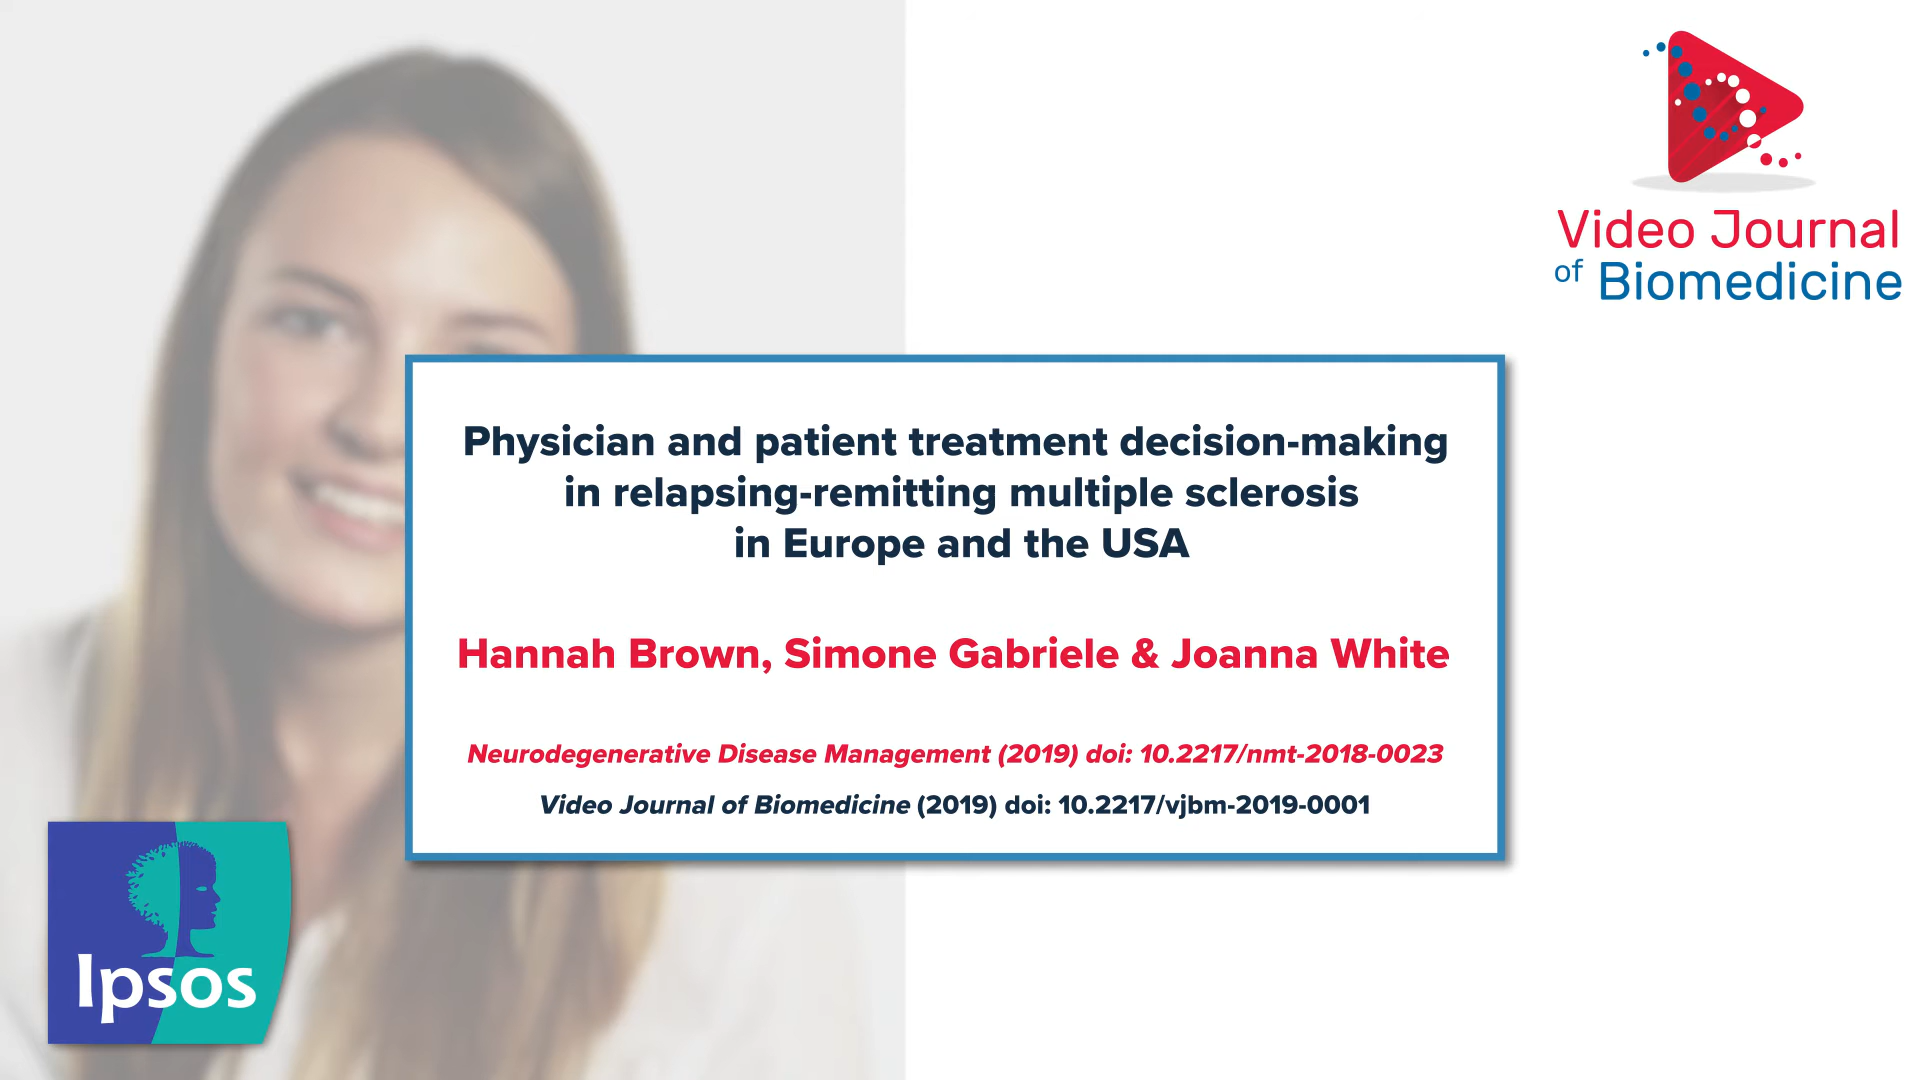 Video Journal
of Biomedicine
Physician and patient treatment decision-making
in relapsing-remitting multiple sclerosis
in Europe and the USA
Hannah Brown, Simone Gabriele & Joanna White
Neurodegenerative Disease Management (2019) doi: 10.2217/nmt-2018-0023
Video Journal of Biomedicine (2019) doi: 10.2217/vjbm-2019-0001
Ipsos